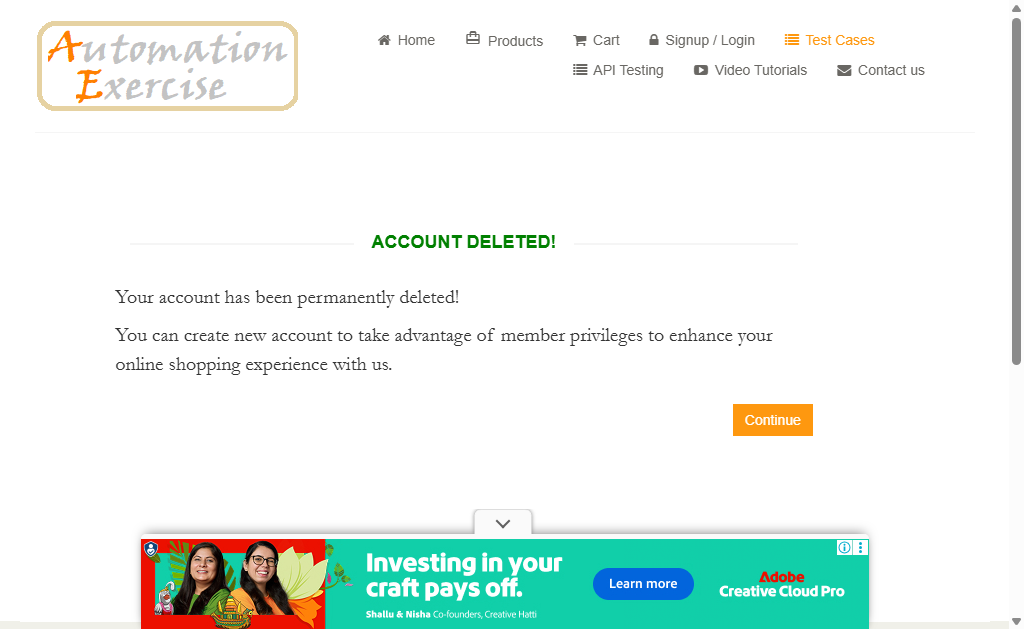 Automation
Exercise
Home
Products
Cart
Signup / Login
Test Cases
API Testing
Video Tutorials
Contact us
ACCOUNT DELETED!
Your account has been permanently deleted!
You can create new account to take advantage of member privileges to enhance your
online shopping experience with us.
Continue
Investing in your
craft pays off.
Shallu & Nisha Co-founders, Creative Hatti
Learn more
Adobe
Creative Cloud Pro